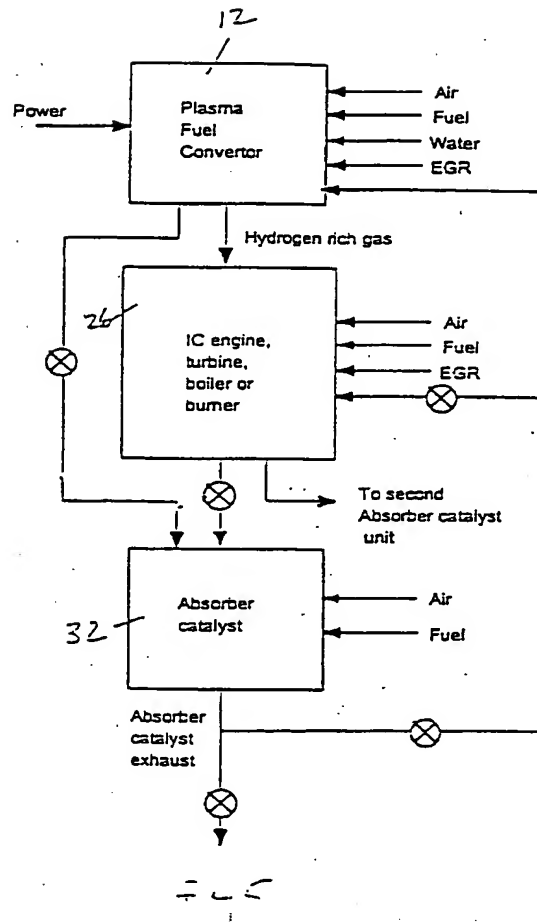 12
Power
Plasma
Fuel
Convertor
Air
Fuel
Water
EGR
Hydrogen rich gas
26
IC engine,
turbine,
boiler or
burner
Air
Fuel
EGR
To second
Absorber catalyst
unit
32
Absorber
catalyst
Air
Fuel
Absorber
catalyst
exhaust